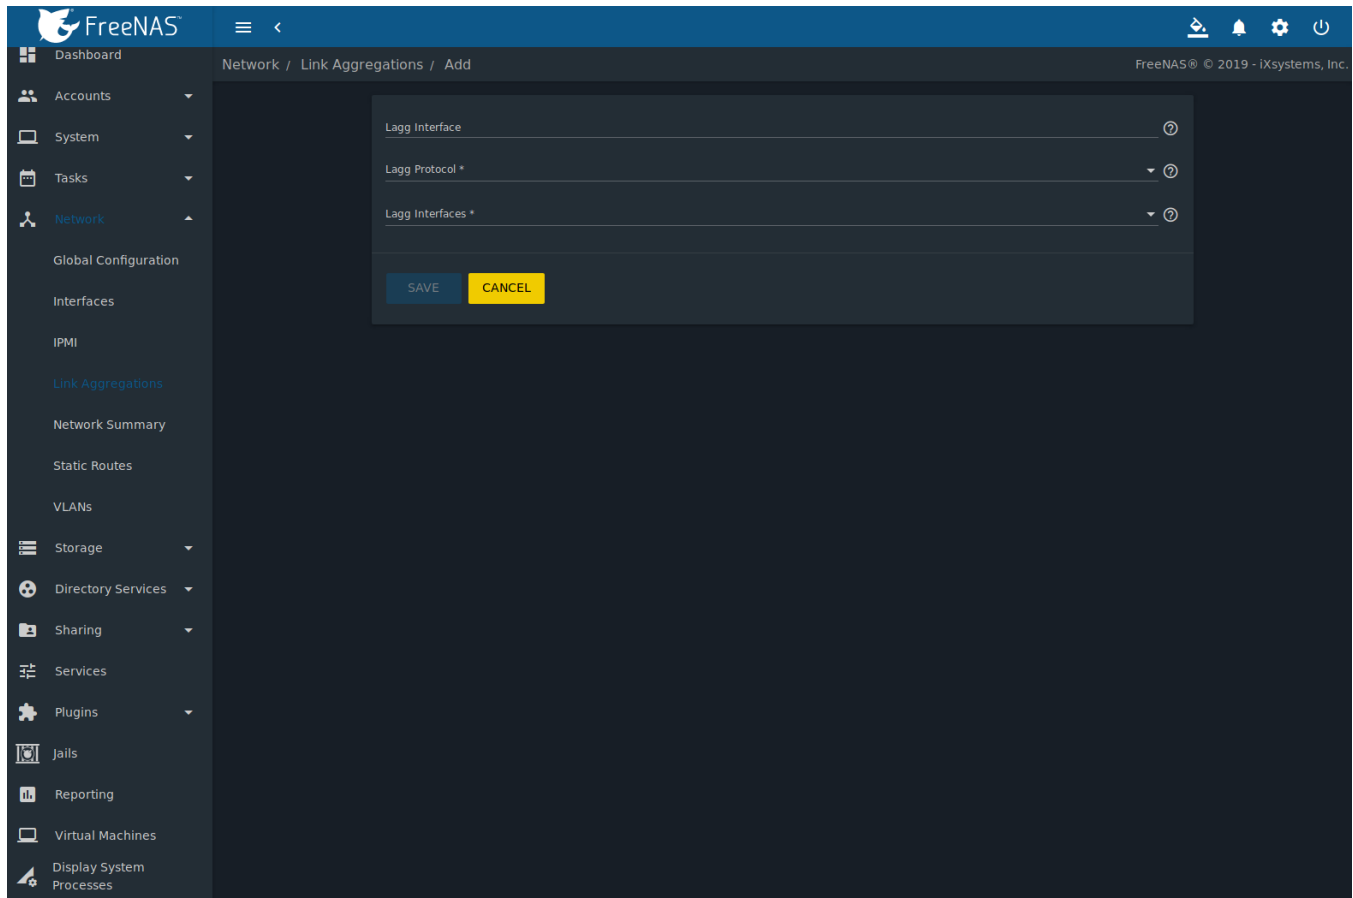 FreeNAS™
Dashboard
Network / Link Aggregations / Add
FreeNAS® © 2019 - iXsystems, Inc.
Accounts
System
Tasks
Network
Global Configuration
Interfaces
IPMI
Link Aggregations
Network Summary
Static Routes
VLANs
Storage
Directory Services
Sharing
Services
Plugins
Jails
Reporting
Virtual Machines
Display System
Processes
Lagg Interface
Lagg Protocol *
Lagg Interfaces *
SAVE CANCEL